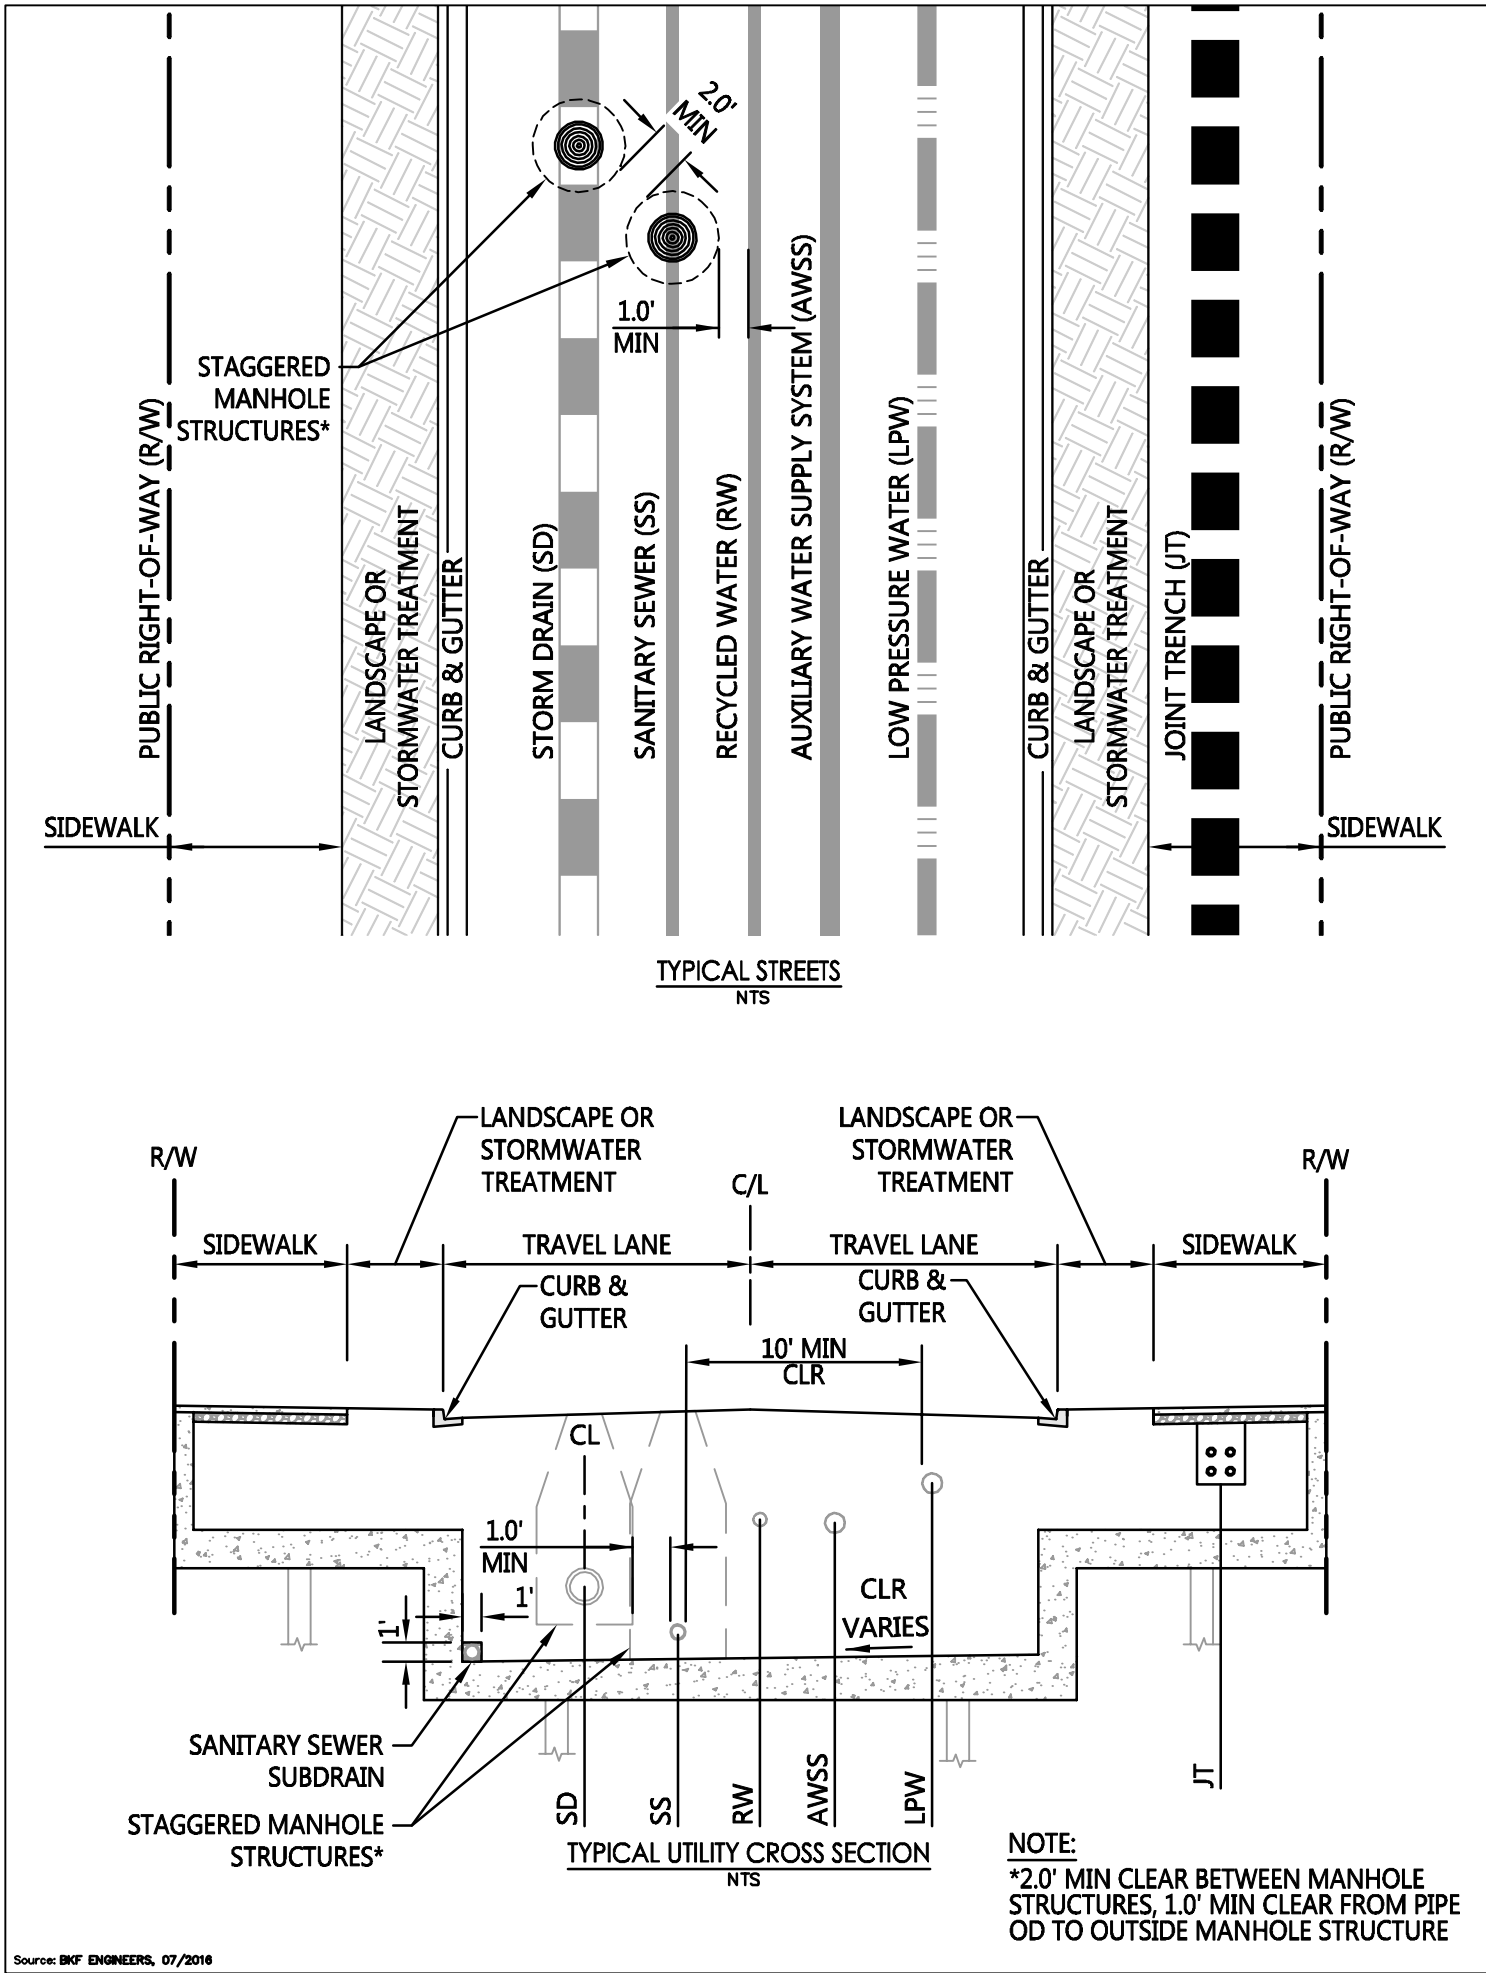 2.0'
MIN
1.0'
MIN
STAGGERED
MANHOLE
STRUCTURES*
PUBLIC RIGHT-OF-WAY (R/W)
LANDSCAPE OR
STORMWATER TREATMENT
CURB & GUTTER
STORM DRAIN (SD)
SANITARY SEWER (SS)
RECYCLED WATER (RW)
AUXILIARY WATER SUPPLY SYSTEM (AWSS)
LOW PRESSURE WATER (LPW)
CURB & GUTTER
LANDSCAPE OR
STORMWATER TREATMENT
JOINT TRENCH (JT)
PUBLIC RIGHT-OF-WAY (R/W)
SIDEWALK
SIDEWALK
TYPICAL STREETS
NTS
LANDSCAPE OR
STORMWATER
TREATMENT
LANDSCAPE OR
STORMWATER
TREATMENT
R/W
C/L
R/W
SIDEWALK
TRAVEL LANE
TRAVEL LANE
SIDEWALK
CURB &
GUTTER
CURB &
GUTTER
10' MIN
CLR
CL
1.0'
MIN
1'
1'
CLR
VARIES
SANITARY SEWER
SUBDRAIN
STAGGERED MANHOLE
STRUCTURES*
SD
SS
RW
AWSS
LPW
JT
TYPICAL UTILITY CROSS SECTION
NTS
NOTE:
*2.0' MIN CLEAR BETWEEN MANHOLE
STRUCTURES, 1.0' MIN CLEAR FROM PIPE
OD TO OUTSIDE MANHOLE STRUCTURE
Source: BKF ENGINEERS, 07/2016